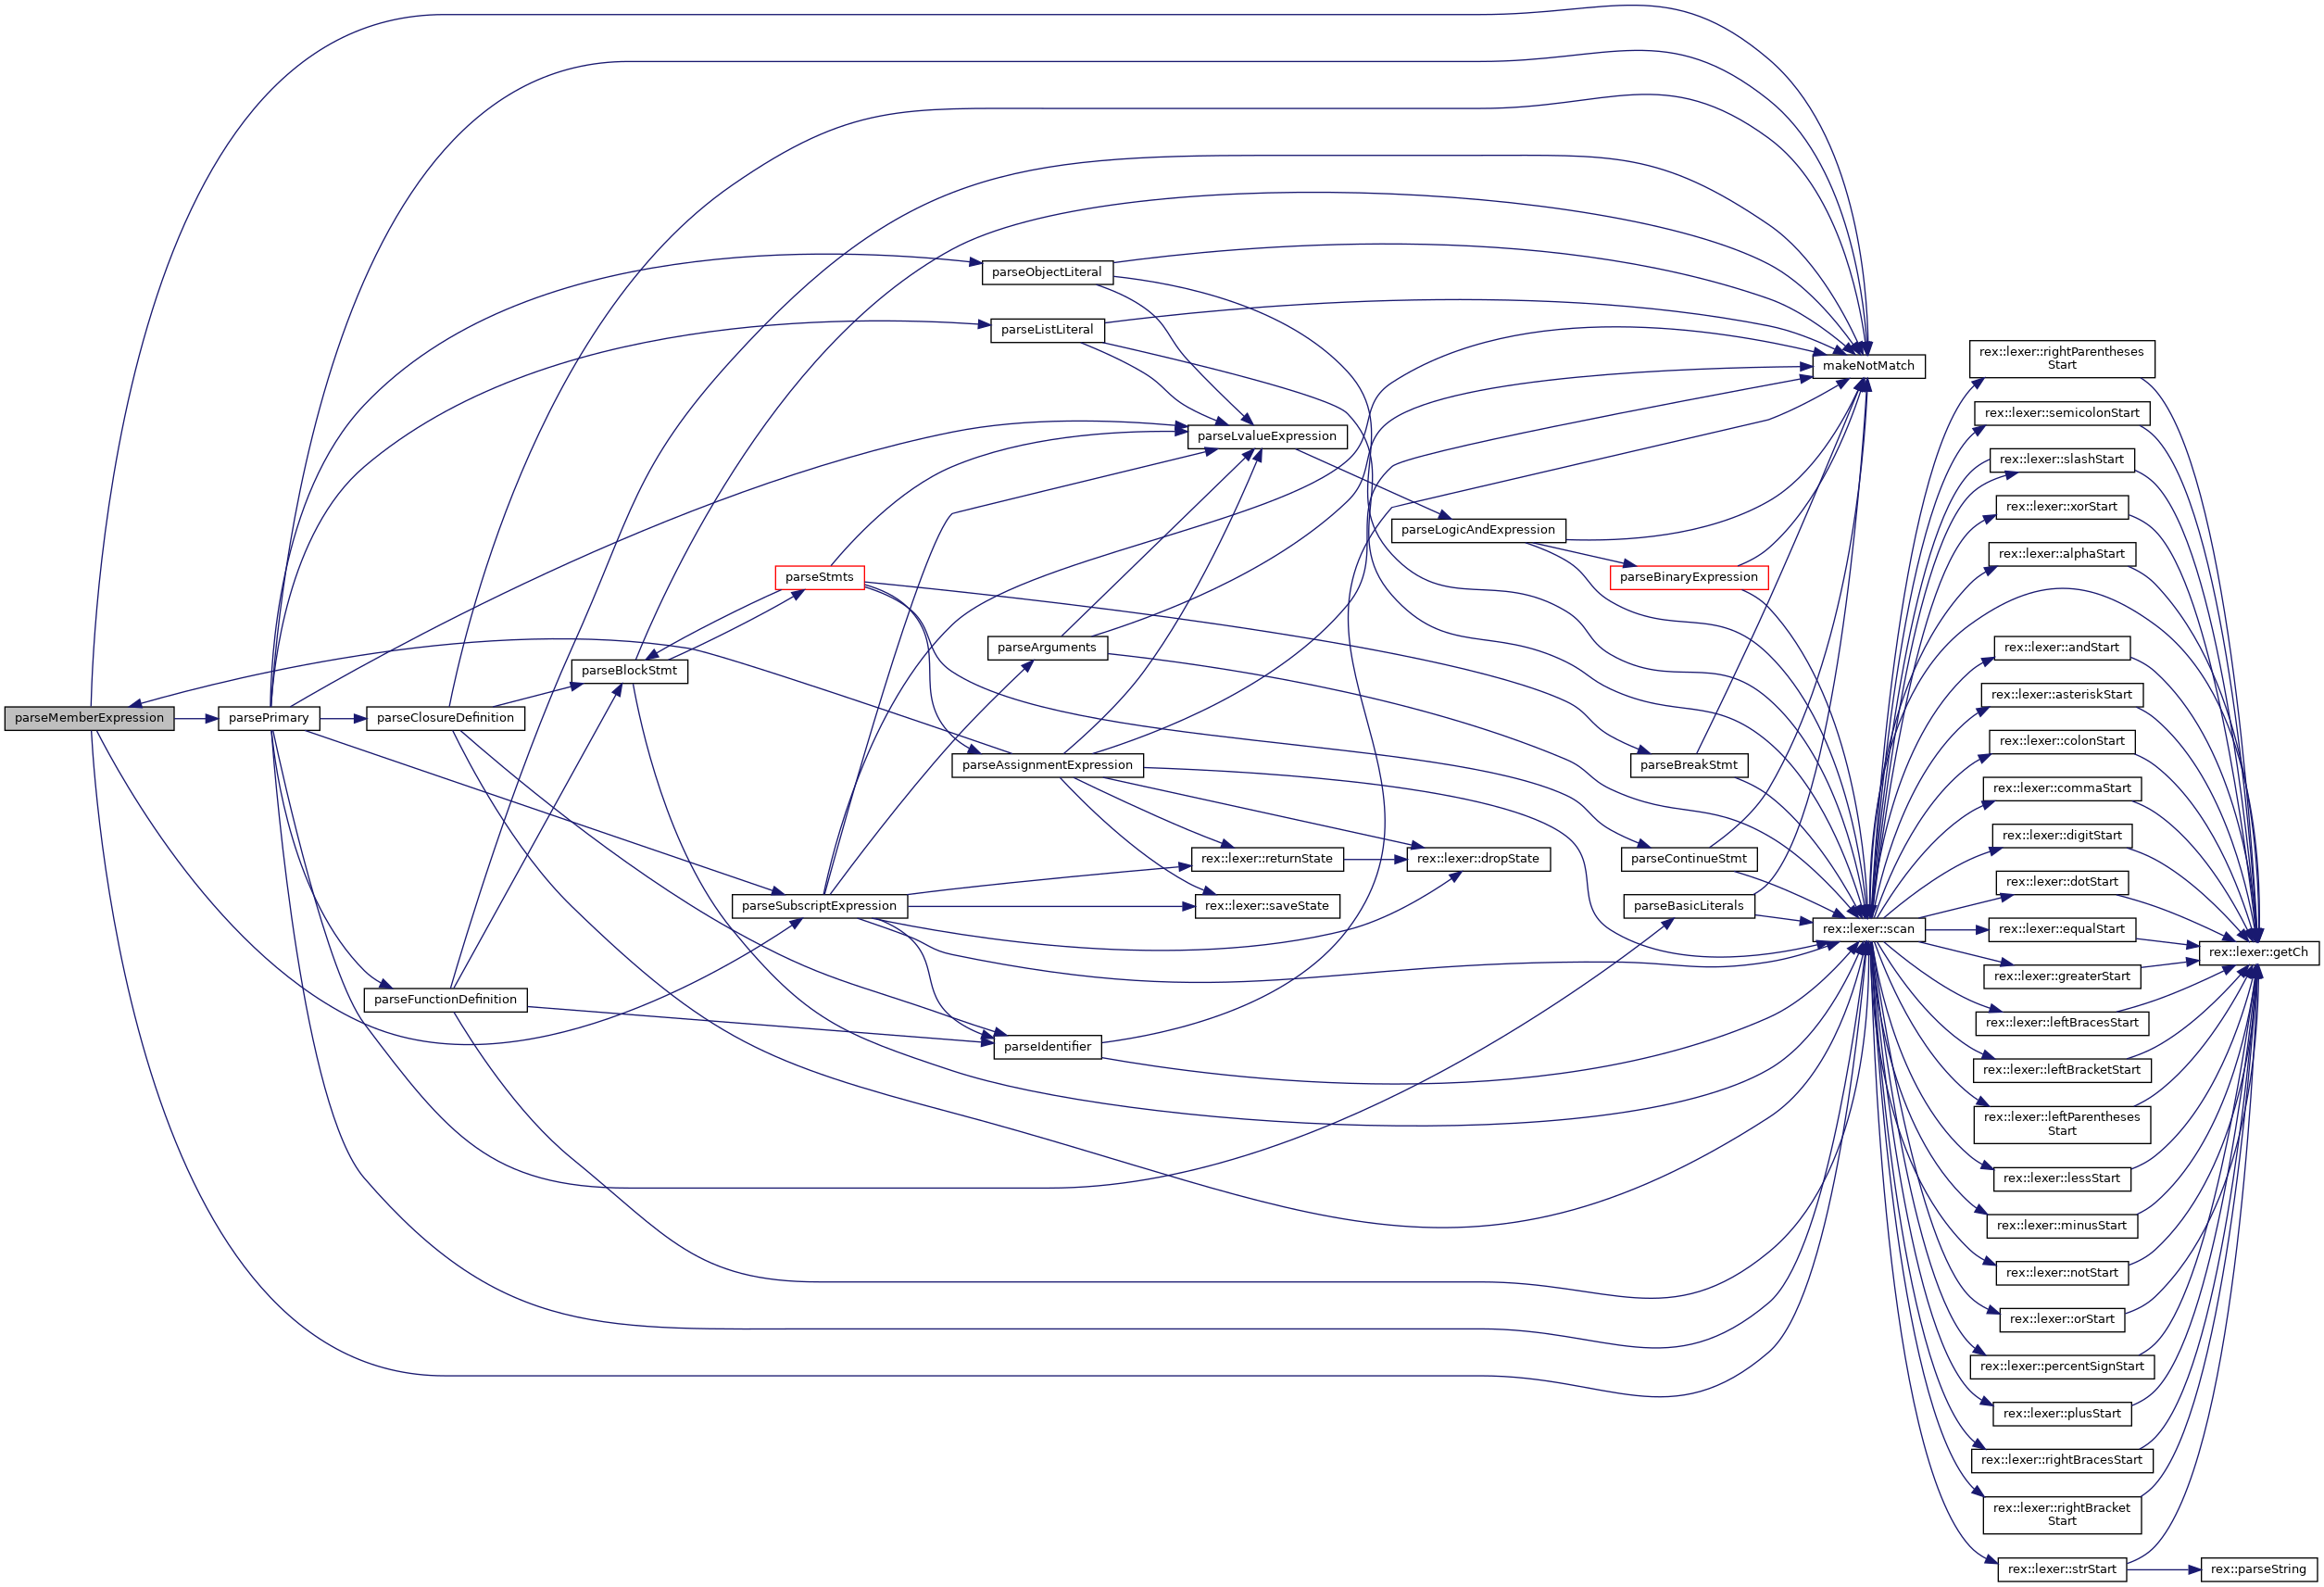 parseMemberExpression
parsePrimary
parseClosureDefinition
parseFunctionDefinition
parseBlockStmt
parseStmts
parseSubscriptExpression
parseObjectLiteral
parseListLiteral
parseArguments
parseAssignmentExpression
parseIdentifier
parseLvalueExpression
rex::lexer::returnState
rex::lexer::saveState
parseLogicAndExpression
rex::lexer::dropState
parseBinaryExpression
parseBreakStmt
parseContinueStmt
parseBasicLiterals
makeNotMatch
rex::lexer::scan
rex::lexer::rightParentheses
Start
rex::lexer::semicolonStart
rex::lexer::slashStart
rex::lexer::xorStart
rex::lexer::alphaStart
rex::lexer::andStart
rex::lexer::asteriskStart
rex::lexer::colonStart
rex::lexer::commaStart
rex::lexer::digitStart
rex::lexer::dotStart
rex::lexer::equalStart
rex::lexer::greaterStart
rex::lexer::leftBracesStart
rex::lexer::leftBracketStart
rex::lexer::leftParentheses
Start
rex::lexer::lessStart
rex::lexer::minusStart
rex::lexer::notStart
rex::lexer::orStart
rex::lexer::percentSignStart
rex::lexer::plusStart
rex::lexer::rightBracesStart
rex::lexer::rightBracket
Start
rex::lexer::strStart
rex::lexer::getCh
rex::parseString